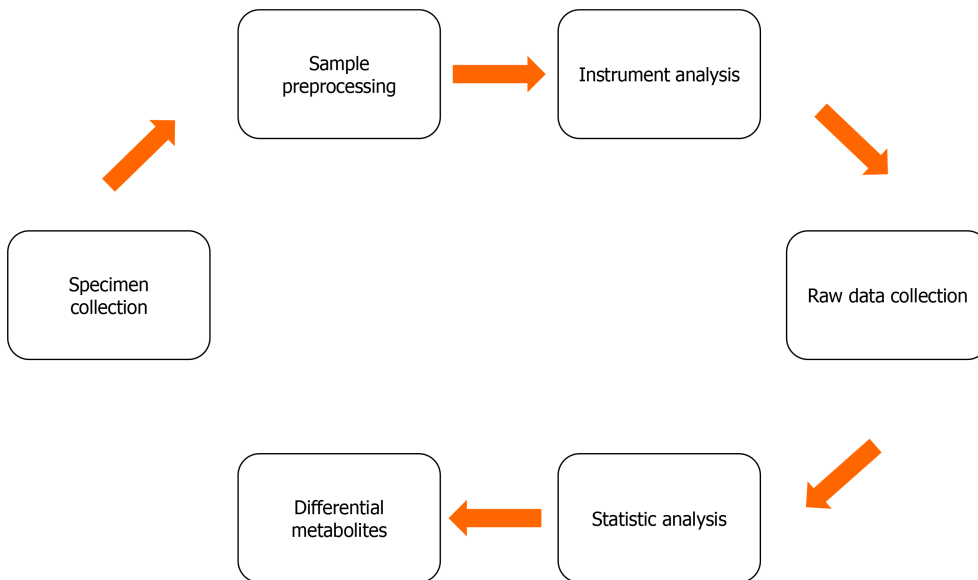 Sample
preprocessing
Instrument analysis
Specimen
collection
Raw data collection
Differential
metabolites
Statistic analysis